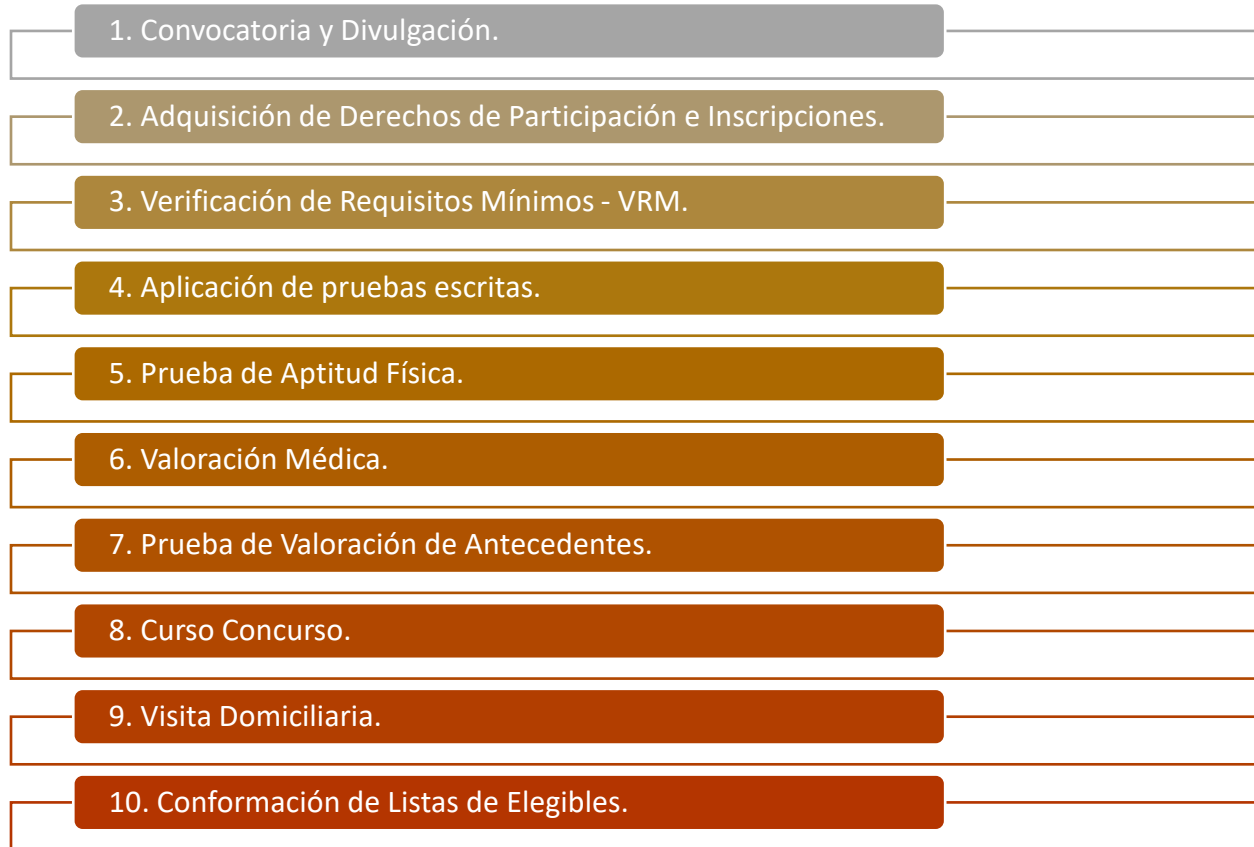 1. Convocatoria y Divulgación.
2. Adquisición de Derechos de Participación e Inscripciones.
3. Verificación de Requisitos Mínimos - VRM.
4. Aplicación de pruebas escritas.
5. Prueba de Aptitud Física.
6. Valoración Médica.
7. Prueba de Valoración de Antecedentes.
8. Curso Concurso.
9. Visita Domiciliaria.
10. Conformación de Listas de Elegibles.